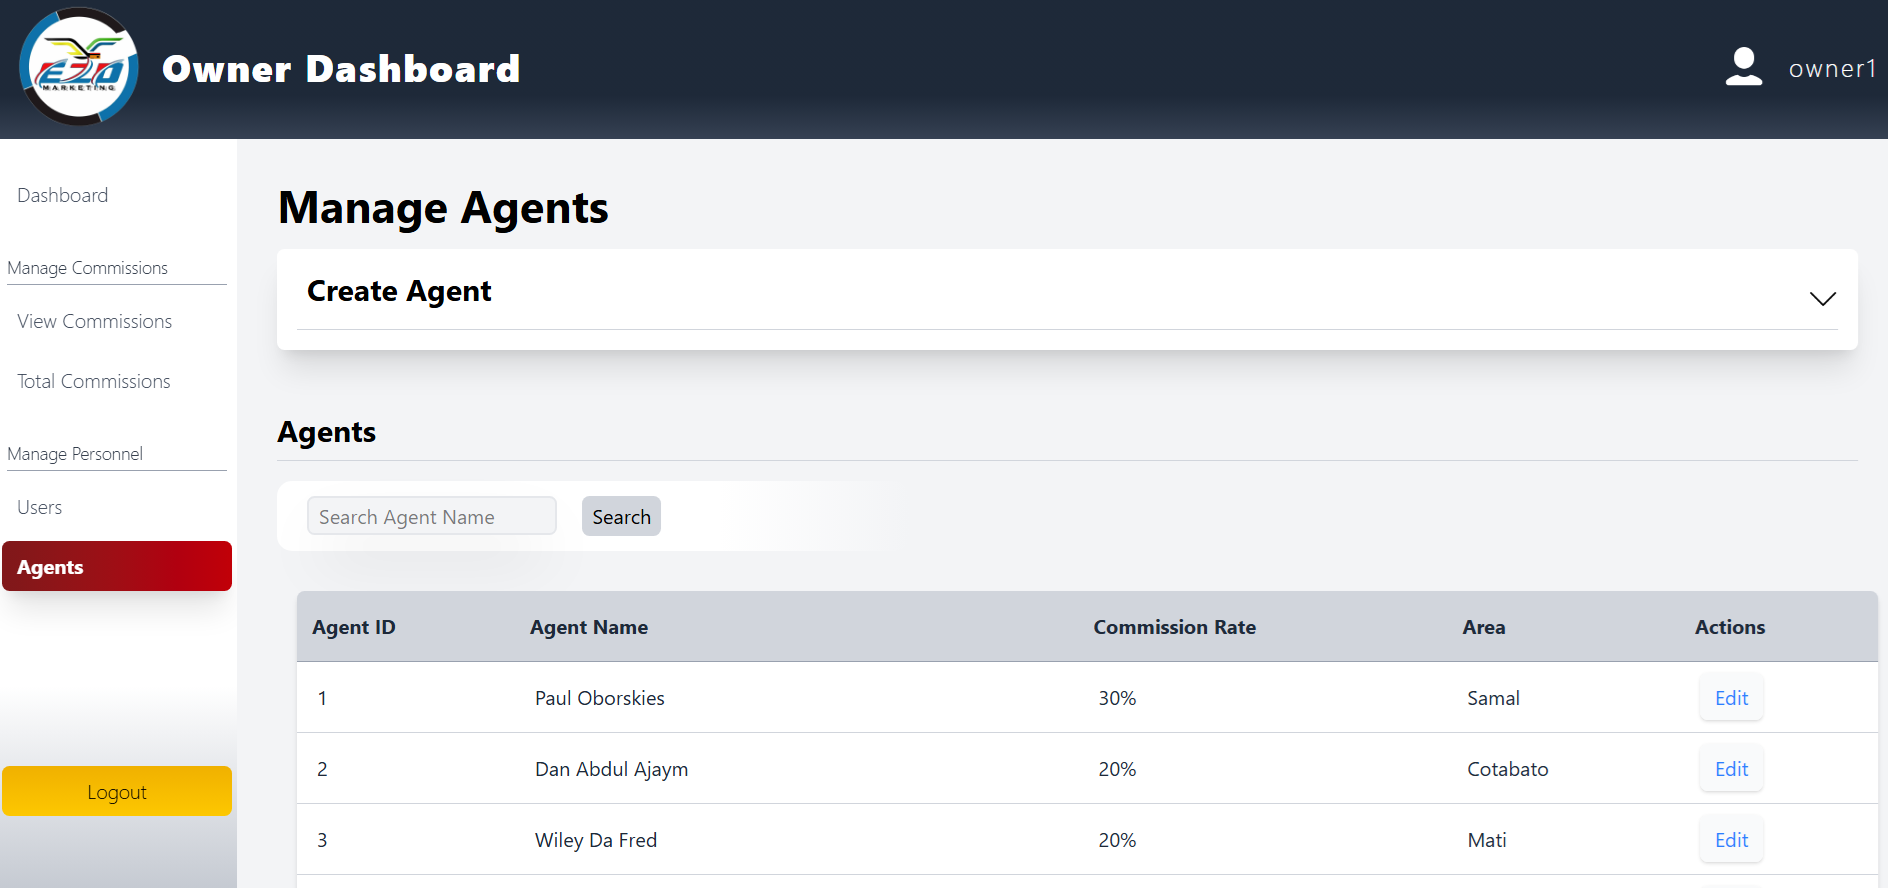 EZD
MARKETING
Owner Dashboard
owner1
Dashboard
Manage Commissions
View Commissions
Total Commissions
Manage Personnel
Users
Agents
Logout
Manage Agents
Create Agent
Agents
Search Agent Name
Search
Agent ID Agent Name Commission Rate Area Actions
1 Paul Oborskies 30% Samal Edit
2 Dan Abdul Ajaym 20% Cotabato Edit
3 Wiley Da Fred 20% Mati Edit